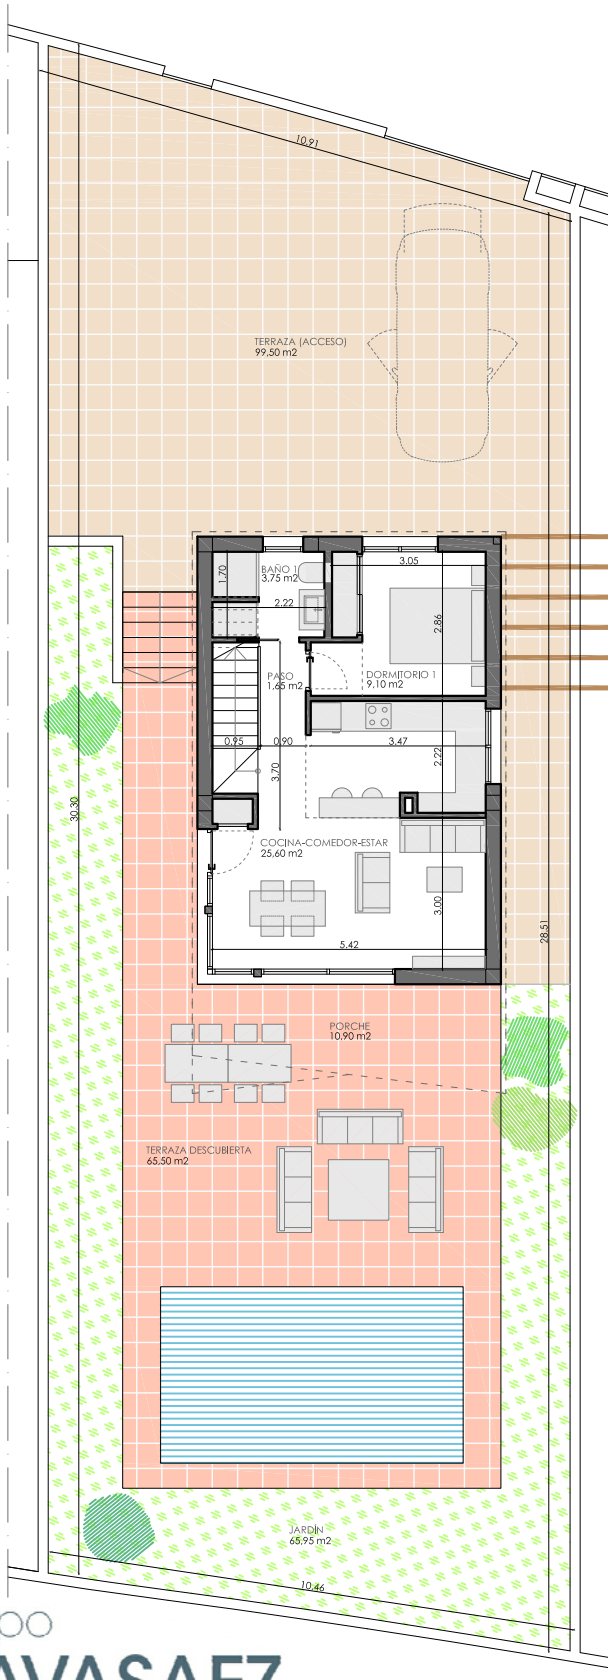 10.91
TERRAZA (ACCESO)
99,50 m2
BAÑO 1
3,75 m2
1.70
2.22
3.05
2.86
PASO
1,65 m2
DORMITORIO 1
9,10 m2
0.95
0.90
3.47
2.22
3.70
30.30
COCINA-COMEDOR-ESTAR
25,60 m2
3.00
5.42
28.51
PORCHE
10,90 m2
TERRAZA DESCUBIERTA
65,50 m2
JARDÍN
65,95 m2
10.46